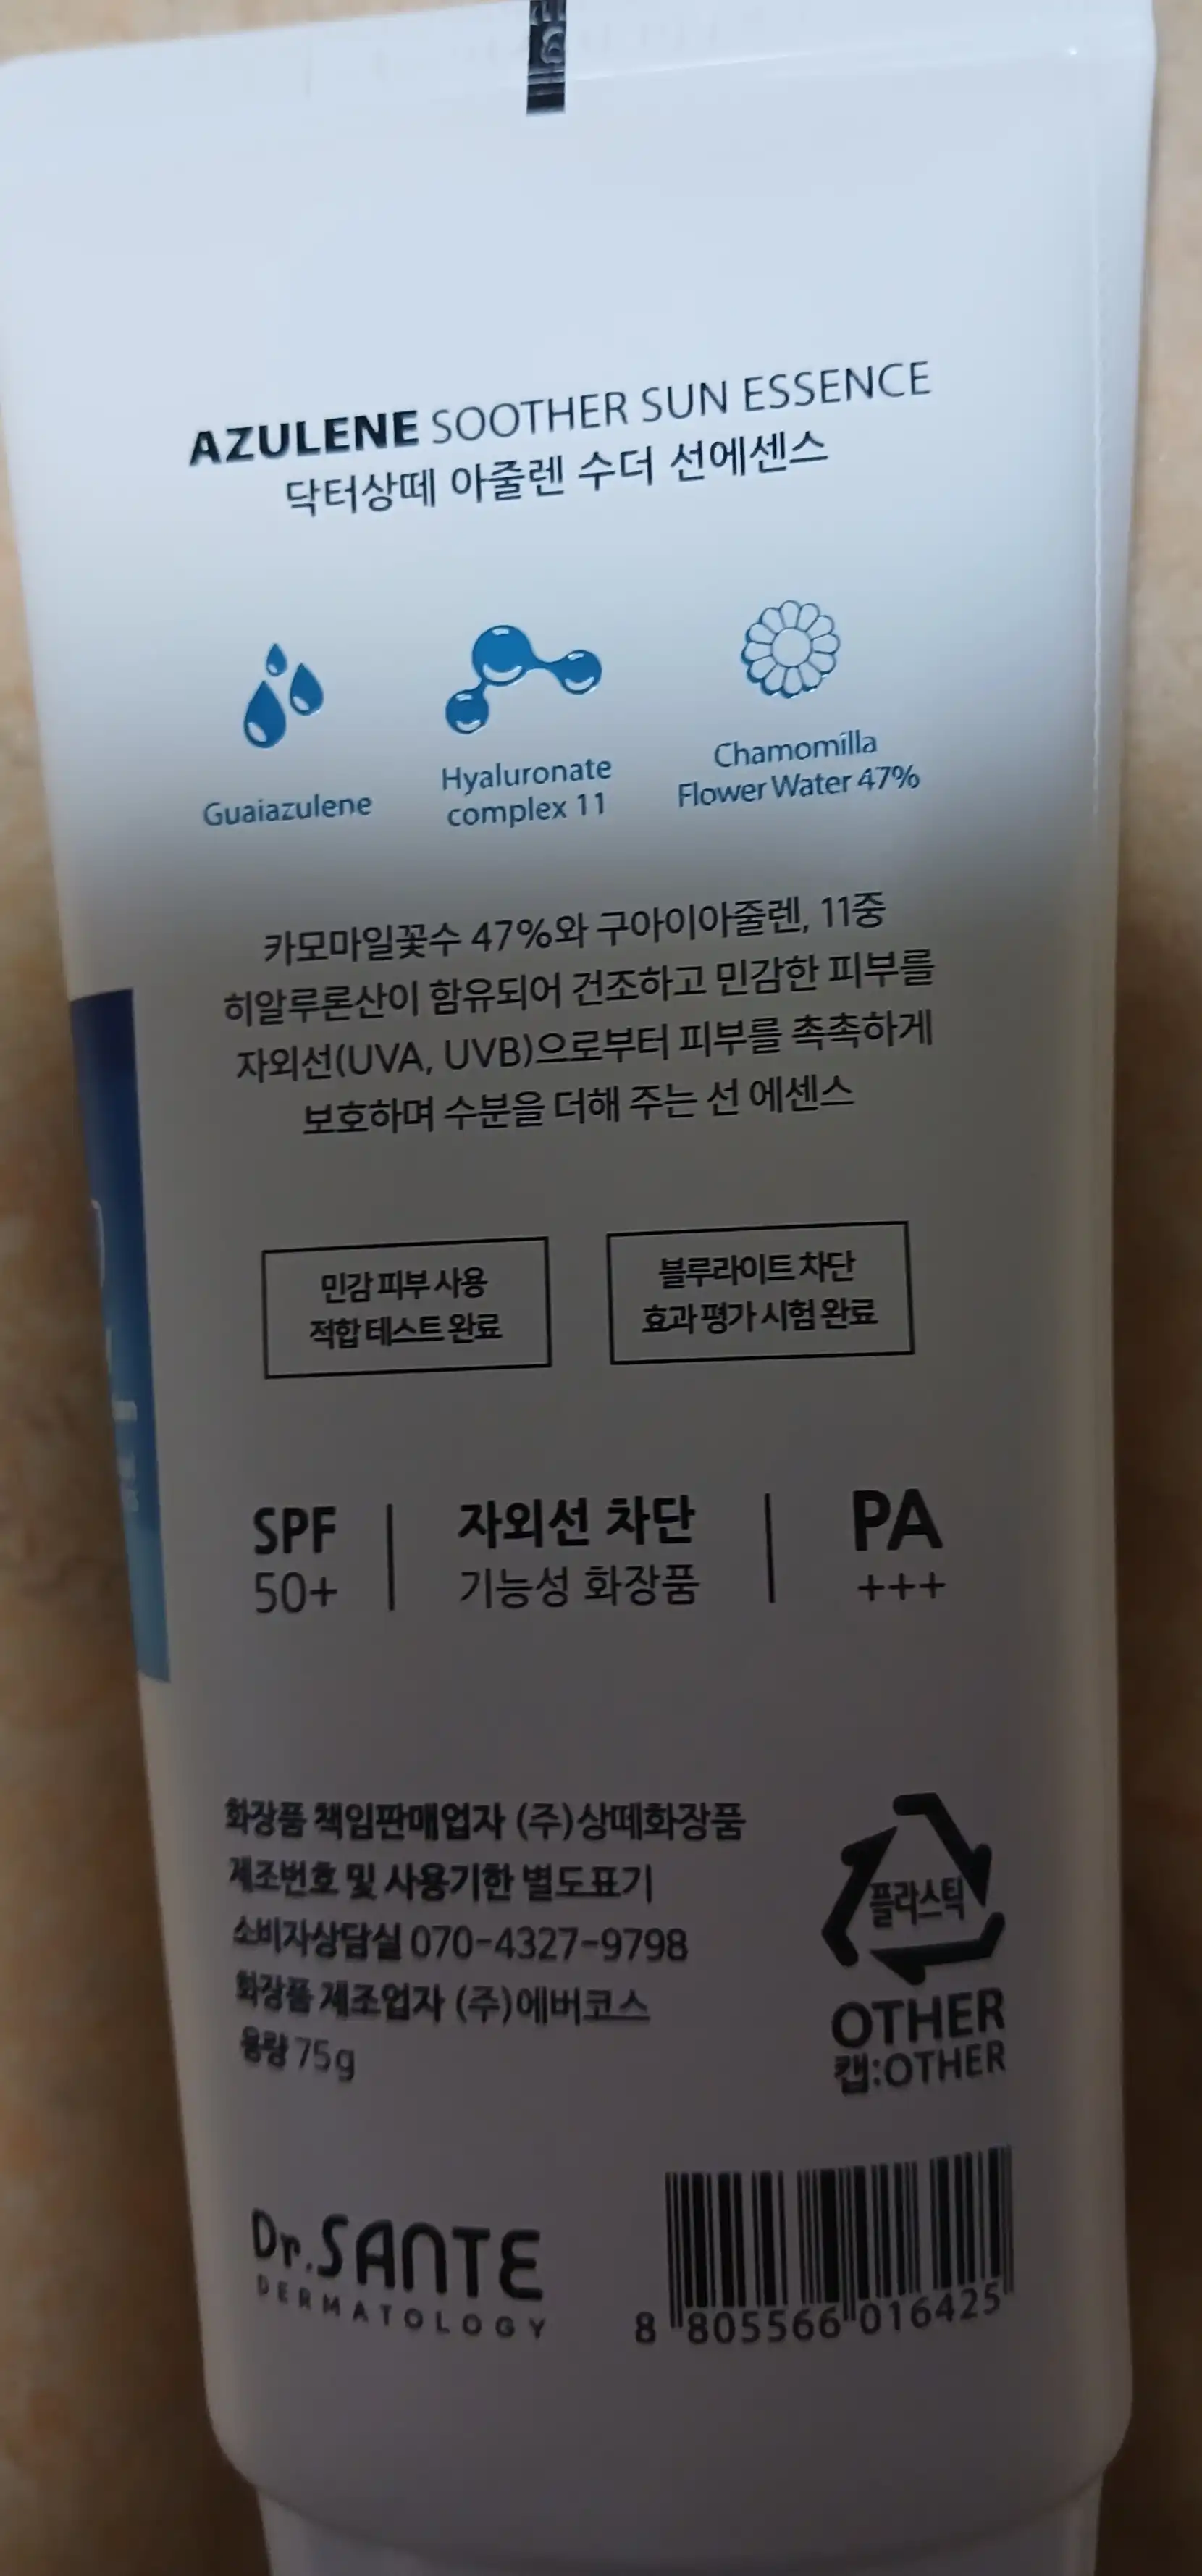 AZULENE SOOTHER SUN ESSENCE
닥터상떼 아줄렌 수더 선에센스
Guaiazulene
Hyaluronate
complex 11
Chamomilla
Flower Water 47%
카모마일꽃수 47%와 구아이아줄렌, 11중
히알루론산이 함유되어 건조하고 민감한 피부를
자외선(UVA, UVB)으로부터 피부를 촉촉하게
보호하며 수분을 더해 주는 선 에센스
민감 피부 사용
적합 테스트 완료
블루라이트 차단
효과 평가 시험 완료
SPF
50+
자외선 차단
기능성 화장품
PA
+++
화장품 책임판매업자 (주)상떼화장품
제조번호 및 사용기한 별도표기
소비자상담실 070-4327-9798
화장품 제조업자 (주)에버코스
용량 75g
플라스틱
OTHER
캡:OTHER
Dr.SANTE
DERMATOLOGY
8 805566 016425